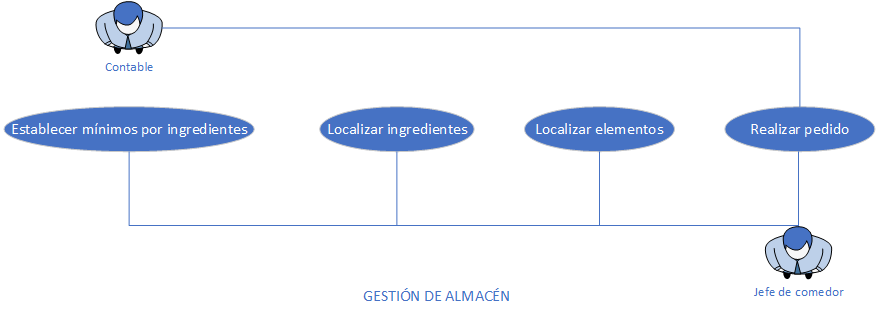 Contable
Establecer mínimos por ingredientes
Localizar ingredientes
Localizar elementos
Realizar pedido
Jefe de comedor
GESTIÓN DE ALMACÉN